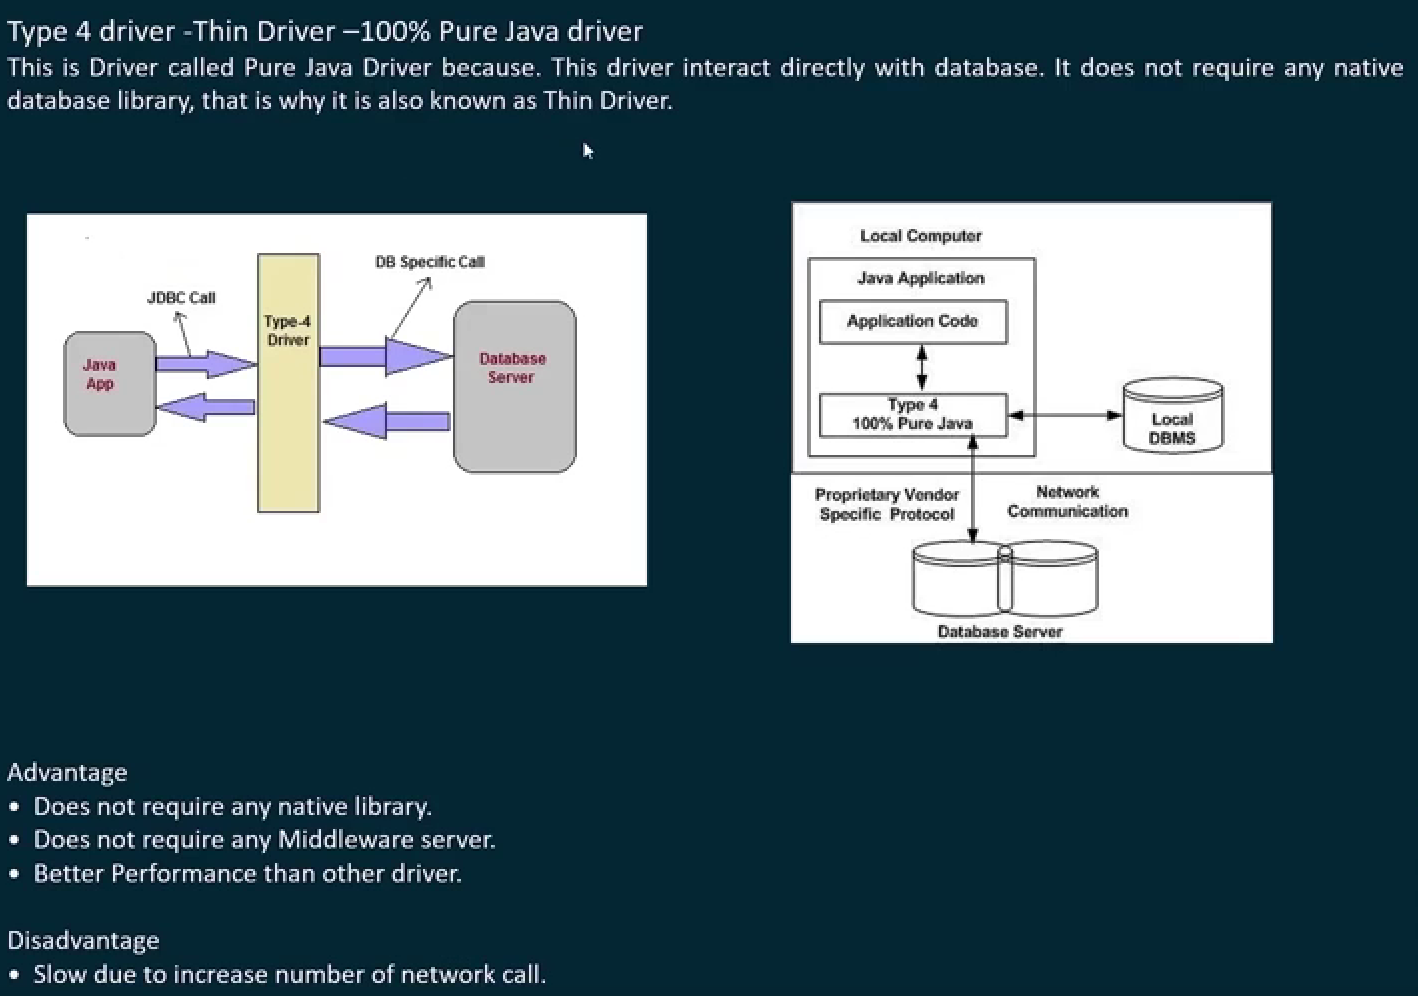 Type 4 driver -Thin Driver –100% Pure Java driver
This is Driver called Pure Java Driver because. This driver interact directly with database. It does not require any native
database library, that is why it is also known as Thin Driver.
JDBC Call
DB Specific Call
Java
App
Type-4
Driver
Database
Server
Local Computer
Java Application
Application Code
Type 4
100% Pure Java
Local
DBMS
Proprietary Vendor
Specific Protocol
Network
Communication
Database Server
Advantage
• Does not require any native library.
• Does not require any Middleware server.
• Better Performance than other driver.
Disadvantage
• Slow due to increase number of network call.